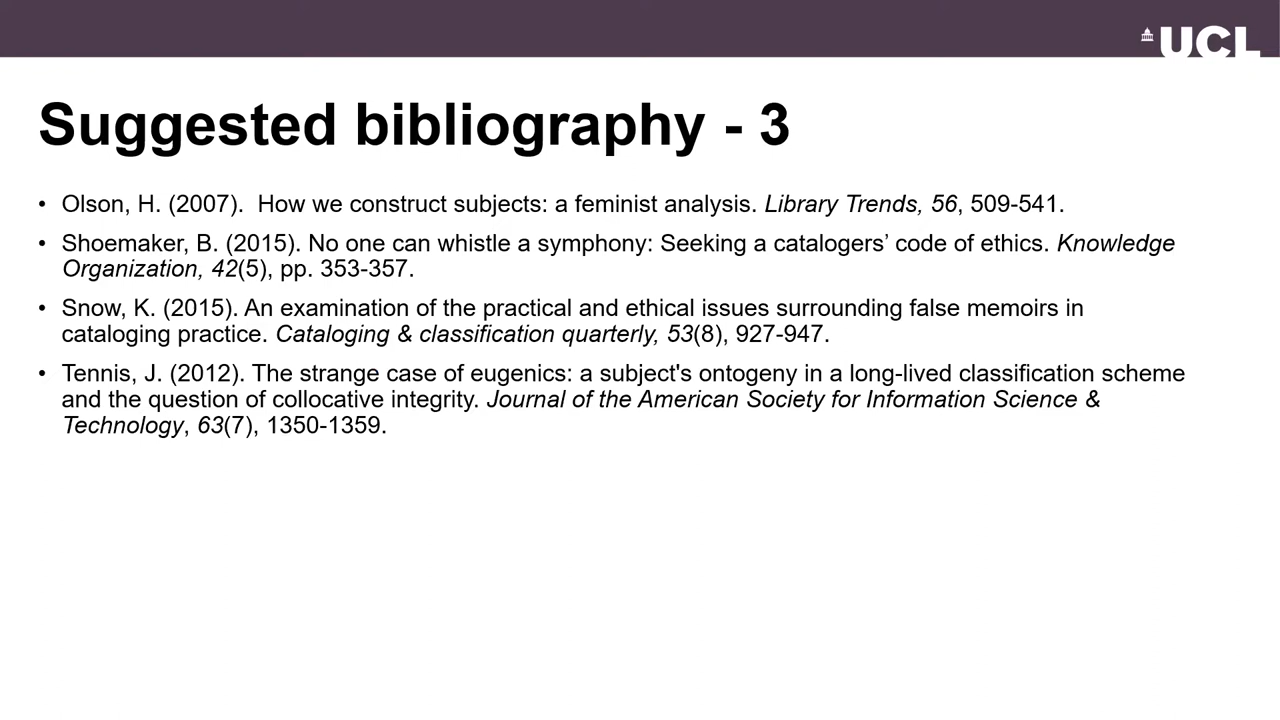 UCL
Suggested bibliography - 3
• Olson, H. (2007).  How we construct subjects: a feminist analysis. Library Trends, 56, 509-541.
• Shoemaker, B. (2015). No one can whistle a symphony: Seeking a catalogers’ code of ethics. Knowledge
Organization, 42(5), pp. 353-357.
• Snow, K. (2015). An examination of the practical and ethical issues surrounding false memoirs in
cataloging practice. Cataloging & classification quarterly, 53(8), 927-947.
• Tennis, J. (2012). The strange case of eugenics: a subject's ontogeny in a long-lived classification scheme
and the question of collocative integrity. Journal of the American Society for Information Science &
Technology, 63(7), 1350-1359.